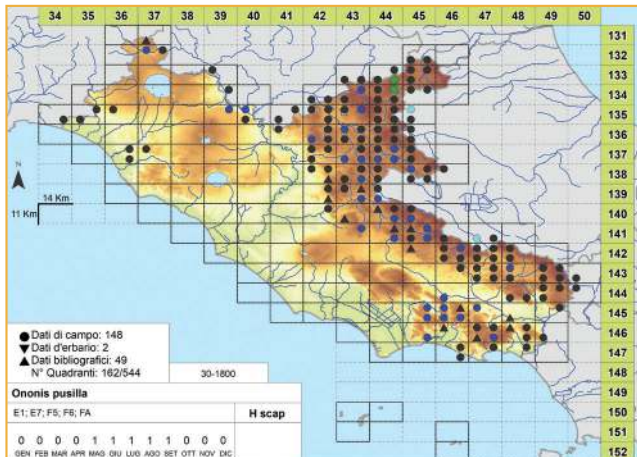 34 35 36 37 38 39 40 41 42 43 44 45 46 47 48 49 50
131
132
133
134
135
136
137
138
139
140
141
142
143
144
145
146
147
148
149
150
151
152
N
14 Km
11 Km
Dati di campo: 148
Dati d'erbario: 2
Dati bibliografici: 49
N° Quadranti: 162/544
30-1800
Ononis pusilla
E1; E7; F5; F6; FA
H scap
0 0 0 0 1 1 1 1 1 0 0 0
GEN FEB MAR APR MAG GIU LUG AGO SET OTT NOV DIC